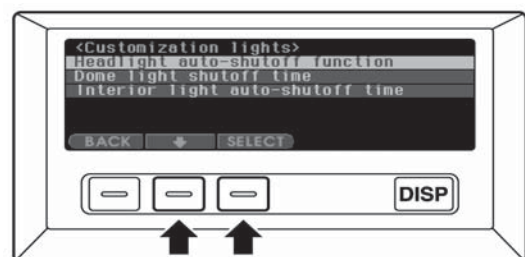 <Customization lights>
Headlight auto-shutoff function
Dome light shutoff time
Interior light auto-shutoff time
BACK SELECT
DISP